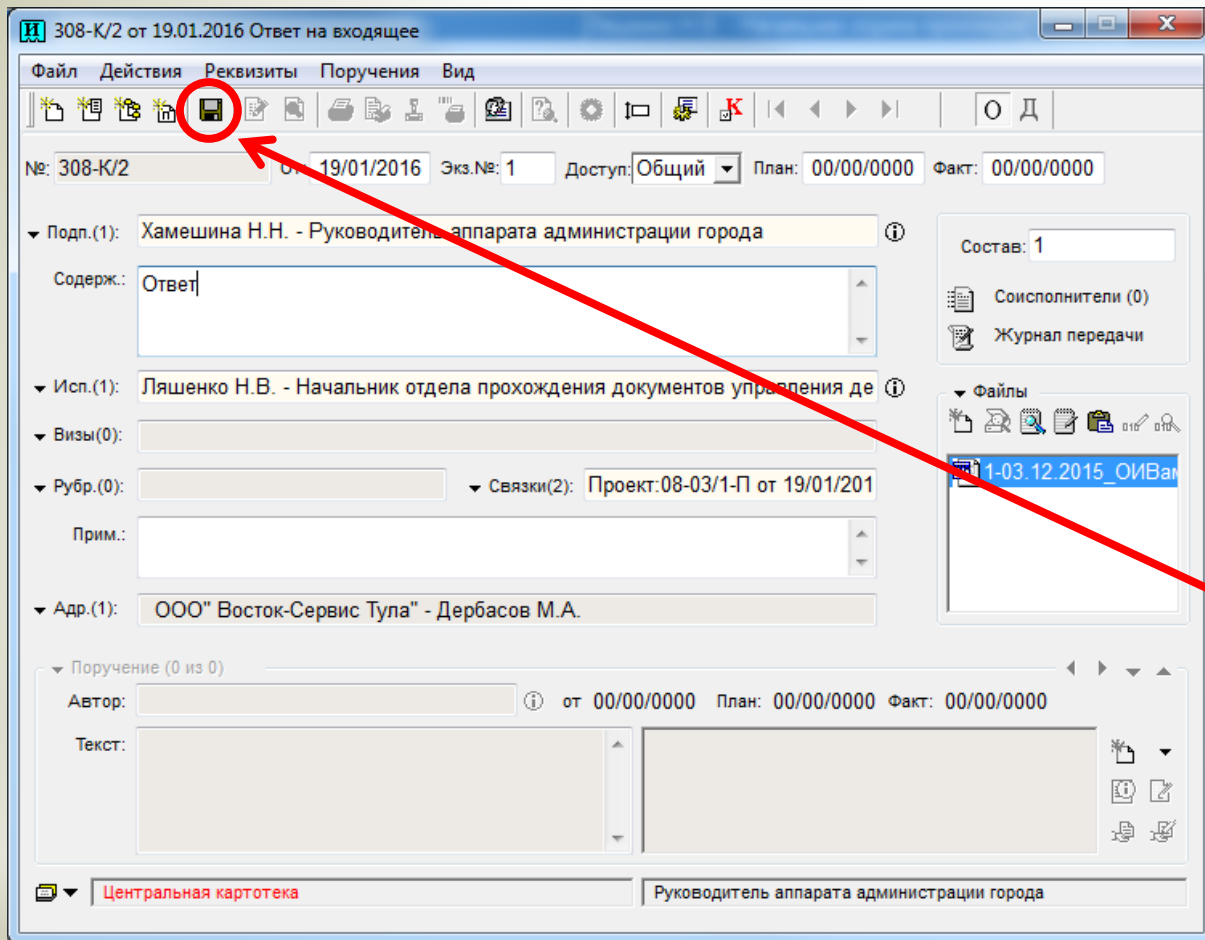 И 308-К/2 от 19.01.2016 Ответ на входящее
Файл Действия Реквизиты Поручения Вид
К О Д
№: 308-К/2 От: 19/01/2016 Экз.№: 1 Доступ: Общий План: 00/00/0000 Факт: 00/00/0000
Подп.(1): Хамешина Н.Н. - Руководитель аппарата администрации города
Состав: 1
Содерж.: Ответ
Соисполнители (0)
Журнал передачи
Исп.(1): Ляшенко Н.В. - Начальник отдела прохождения документов управления де
Файлы
Визы(0):
Рубр.(0): Связки(2): Проект:08-03/1-П от 19/01/201
1-03.12.2015_ОИВам
Прим.:
Адр.(1): ООО" Восток-Сервис Тула" - Дербасов М.А.
Поручение (0 из 0)
Автор: от 00/00/0000 План: 00/00/0000 Факт: 00/00/0000
Текст:
Центральная картотека Руководитель аппарата администрации города